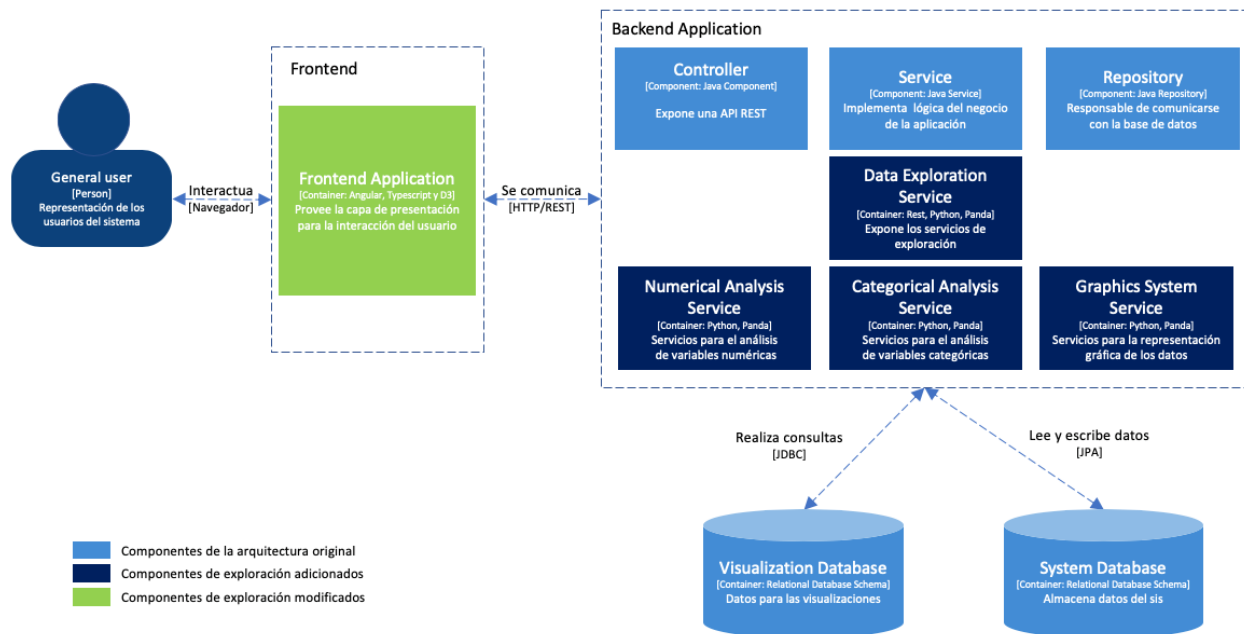 General user
[Person]
Representación de los
usuarios del sistema
Interactua
[Navegador]
Frontend
Frontend Application
[Container: Angular, Typescript y D3]
Provee la capa de presentación
para la interacción del usuario
Se comunica
[HTTP/REST]
Backend Application
Controller
[Component: Java Component]
Expone una API REST
Service
[Component: Java Service]
Implementa lógica del negocio
de la aplicación
Repository
[Component: Java Repository]
Responsable de comunicarse
con la base de datos
Data Exploration
Service
[Container: Rest, Python, Panda]
Expone los servicios de
exploración
Numerical Analysis
Service
[Container: Python, Panda]
Servicios para el análisis
de variables numéricas
Categorical Analysis
Service
[Container: Python, Panda]
Servicios para el análisis
de variables categóricas
Graphics System
Service
[Container: Python, Panda]
Servicios para la representación
gráfica de los datos
Realiza consultas
[JDBC]
Lee y escribe datos
[JPA]
Visualization Database
[Container: Relational Database Schema]
Datos para las visualizaciones
System Database
[Container: Relational Database Schema]
Almacena datos del sis
Componentes de la arquitectura original
Componentes de exploración adicionados
Componentes de exploración modificados